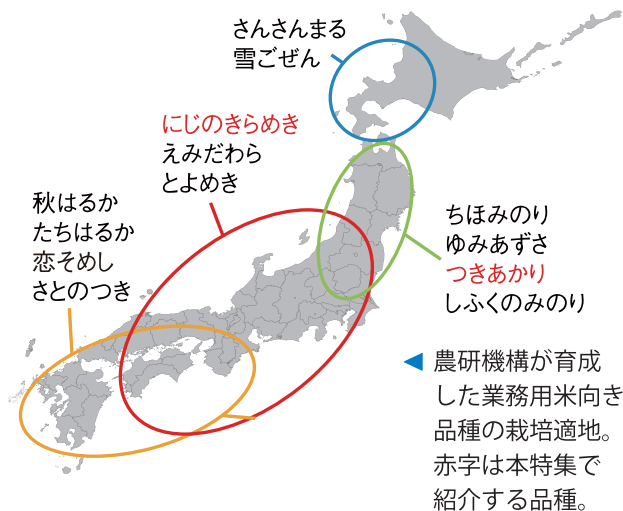 さんさんまる
雪ごぜん
にじのきらめき
えみだわら
とよめき
秋はるか
たちはるか
恋そめし
さとのつき
ちほみのり
ゆみあずさ
つきあかり
しふくのみのり
◀ 農研機構が育成
した業務用米向き
品種の栽培適地。
赤字は本特集で
紹介する品種。